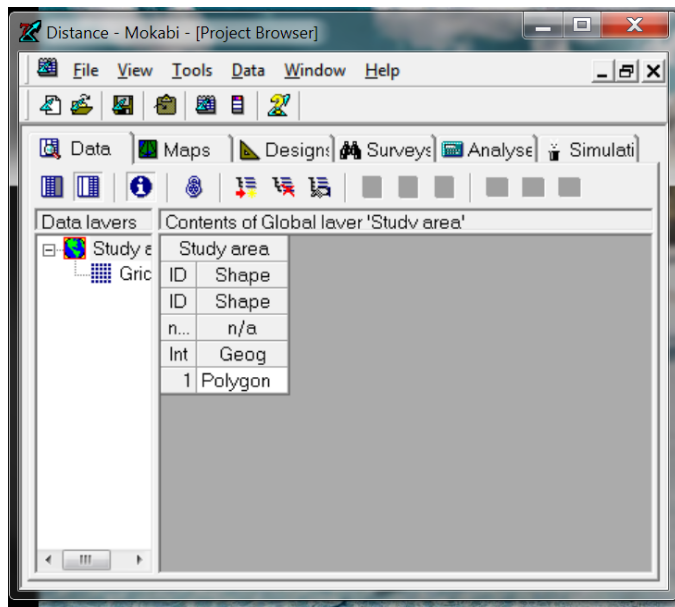 Distance - Mokabi - [Project Browser]
File View Tools Data Window Help
Data Maps Designs Surveys Analyse Simulati
Data layers Contents of Global layer 'Study area'
Study a Study area
Gric ID Shape
ID Shape
n... n/a
Int Geog
1 Polygon